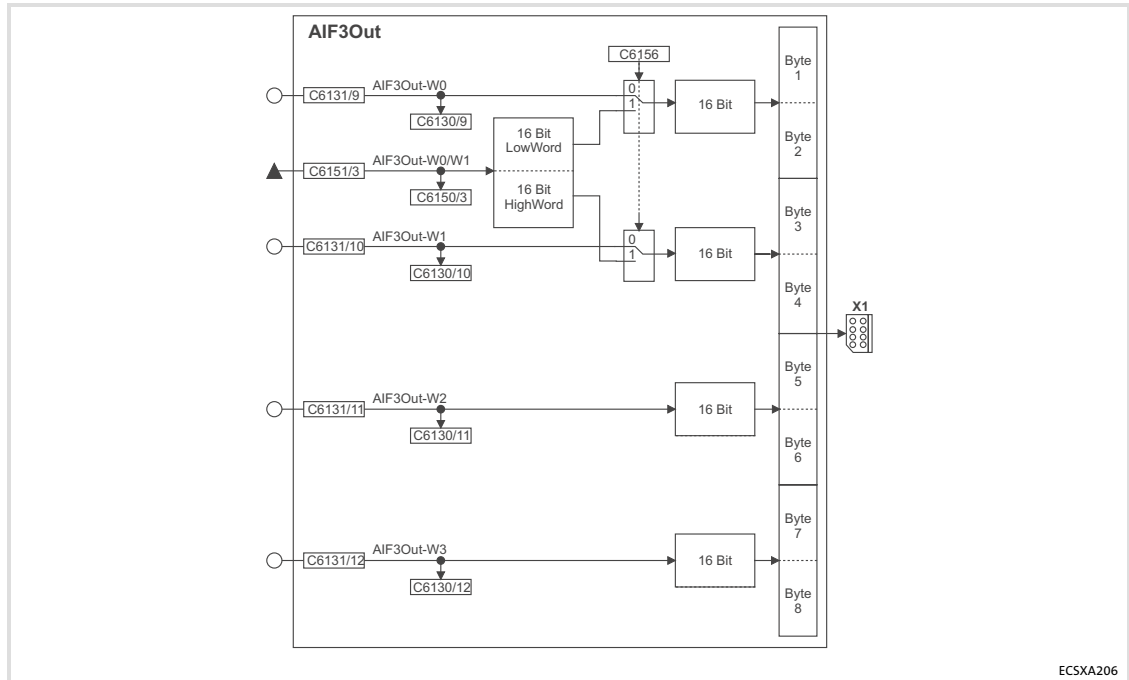 AIF3Out
C6156
Byte
1
C6131/9
AIF3Out-W0
0
1
16 Bit
C6130/9
16 Bit
LowWord
Byte
2
C6151/3
AIF3Out-W0/W1
C6150/3
16 Bit
HighWord
Byte
3
C6131/10
AIF3Out-W1
0
1
16 Bit
C6130/10
Byte
4
X1
Byte
5
C6131/11
AIF3Out-W2
16 Bit
C6130/11
Byte
6
Byte
7
C6131/12
AIF3Out-W3
16 Bit
C6130/12
Byte
8
ECSXA206